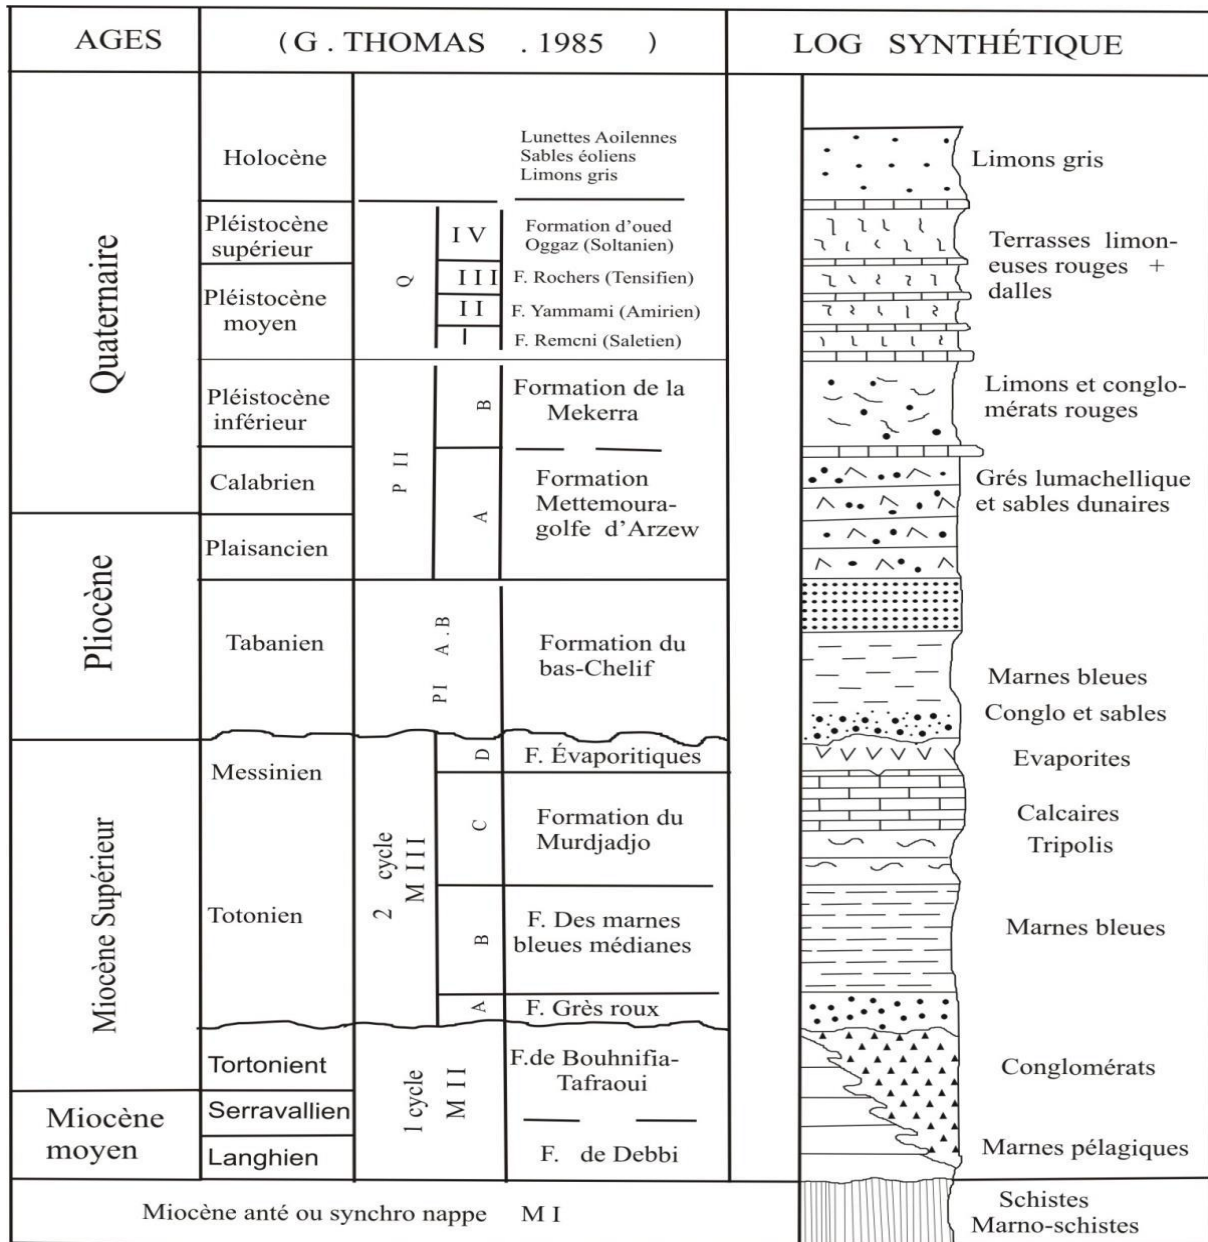 AGES
( G . THOMAS . 1985 )
LOG SYNTHÉTIQUE
Quaternaire
Holocène
Lunettes Aoilennes
Sables éoliens
Limons gris
Limons gris
Pléistocène
supérieur
Q
I V
Formation d’oued
Oggaz (Soltanien)
Terrasses limon-
euses rouges +
dalles
Pléistocène
moyen
I I I
F. Rochers (Tensifien)
I I
F. Yammami (Amirien)
I
F. Remcni (Saletien)
Pléistocène
inférieur
P II
B
Formation de la
Mekerra
Limons et conglo-
mérats rouges
Calabrien
A
Formation
Mettemoura-
golfe d’Arzew
Grés lumachellique
et sables dunaires
Pliocène
Plaisancien
Tabanien
PI A .B
Formation du
bas-Chelif
Marnes bleues
Conglo et sables
Miocène Supérieur
Messinien
2 cycle
M III
D
F. Évaporitiques
Evaporites
C
Formation du
Murdjadjo
Calcaires
Tripolis
Totonien
B
F. Des marnes
bleues médianes
Marnes bleues
A
F. Grès roux
Tortonient
1 cycle
M II
F.de Bouhnifia-
Tafraoui
Conglomérats
Miocène
moyen
Serravallien
Langhien
F. de Debbi
Marnes pélagiques
Miocène anté ou synchro nappe M I
Schistes
Marno-schistes